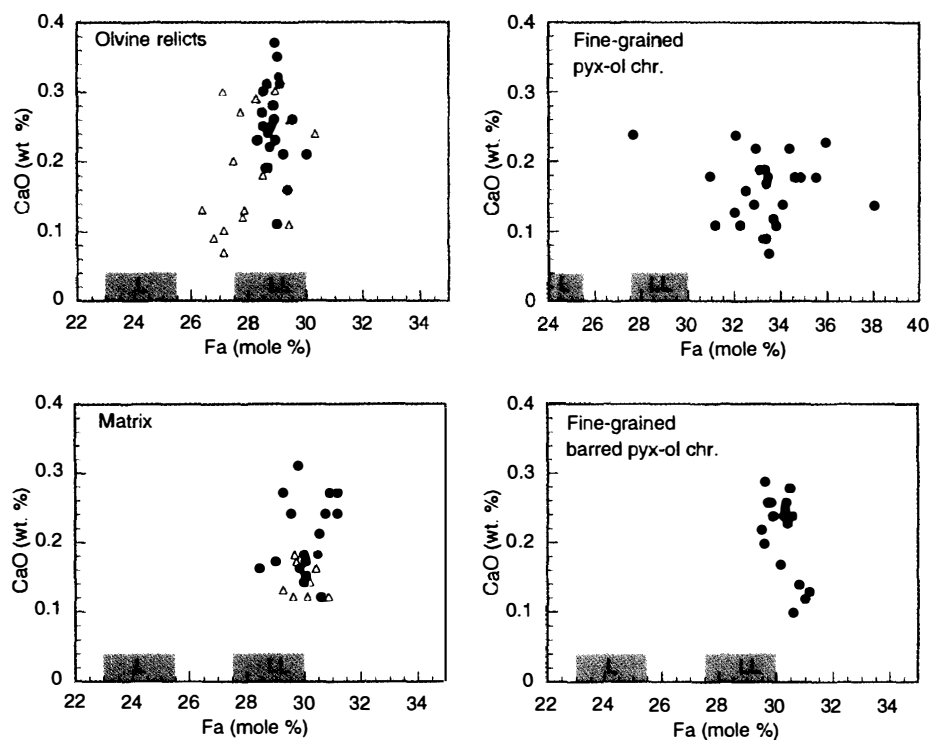 0.4
Olvine relicts
0.3
CaO (wt. %)
0.2
0.1
L
LL
0
22 24 26 28 30 32 34
Fa (mole %)
0.4
Fine-grained
pyx-ol chr.
0.3
CaO (wt. %)
0.2
0.1
L
LL
0
24 26 28 30 32 34 36 38 40
Fa (mole %)
0.4
Matrix
0.3
CaO (wt. %)
0.2
0.1
L
LL
0
22 24 26 28 30 32 34
Fa (mole %)
0.4
Fine-grained
barred pyx-ol chr.
0.3
CaO (wt. %)
0.2
0.1
L
LL
0
22 24 26 28 30 32 34
Fa (mole %)